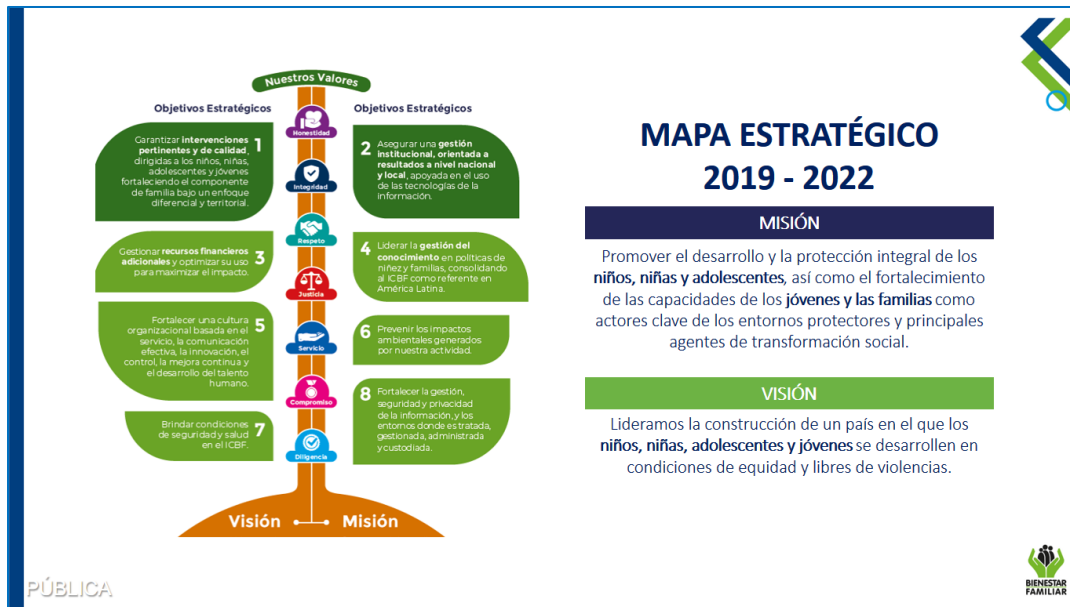 Nuestros Valores
Objetivos Estratégicos
Garantizar intervenciones
pertinentes y de calidad,
dirigidas a los niños, niñas,
adolescentes y jóvenes
fortaleciendo el componente
de familia bajo un enfoque
diferencial y territorial.
1
Gestionar recursos financieros
adicionales y optimizar su uso
para maximizar el impacto.
3
Fortalecer una cultura
organizacional basada en el
servicio, la comunicación
efectiva, la innovación, el
control, la mejora continua y
el desarrollo del talento
humano.
5
Brindar condiciones
de seguridad y salud
en el ICBF.
7
Honestidad
Integridad
Respeto
Justicia
Servicio
Compromiso
Diligencia
Objetivos Estratégicos
2
Asegurar una gestión
institucional, orientada a
resultados a nivel nacional
y local, apoyada en el uso
de las tecnologías de la
información.
4
Liderar la gestión del
conocimiento en políticas de
niñez y familias, consolidando
al ICBF como referente en
América Latina.
6
Prevenir los impactos
ambientales generados
por nuestra actividad.
8
Fortalecer la gestión,
seguridad y privacidad
de la información, y los
entornos donde es tratada,
gestionada, administrada
y custodiada.
Visión
Misión
MAPA ESTRATÉGICO
2019 - 2022
MISIÓN
Promover el desarrollo y la protección integral de los
niños, niñas y adolescentes, así como el fortalecimiento
de las capacidades de los jóvenes y las familias como
actores clave de los entornos protectores y principales
agentes de transformación social.
VISIÓN
Lideramos la construcción de un país en el que los
niños, niñas, adolescentes y jóvenes se desarrollen en
condiciones de equidad y libres de violencias.
PÚBLICA
BIENESTAR
FAMILIAR